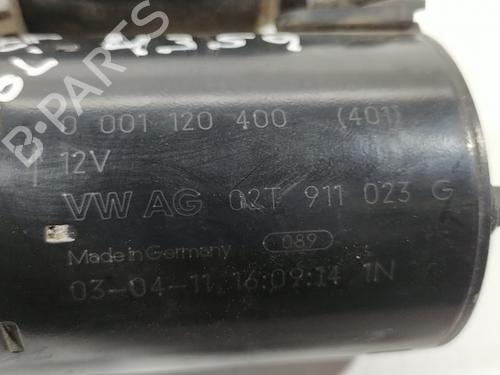 4359
B-PARTS
0 001 120 400 (401)
12V
VW AG 02T 911 023 G
Made in Germany 089
03-04-11 16:09:14 1N